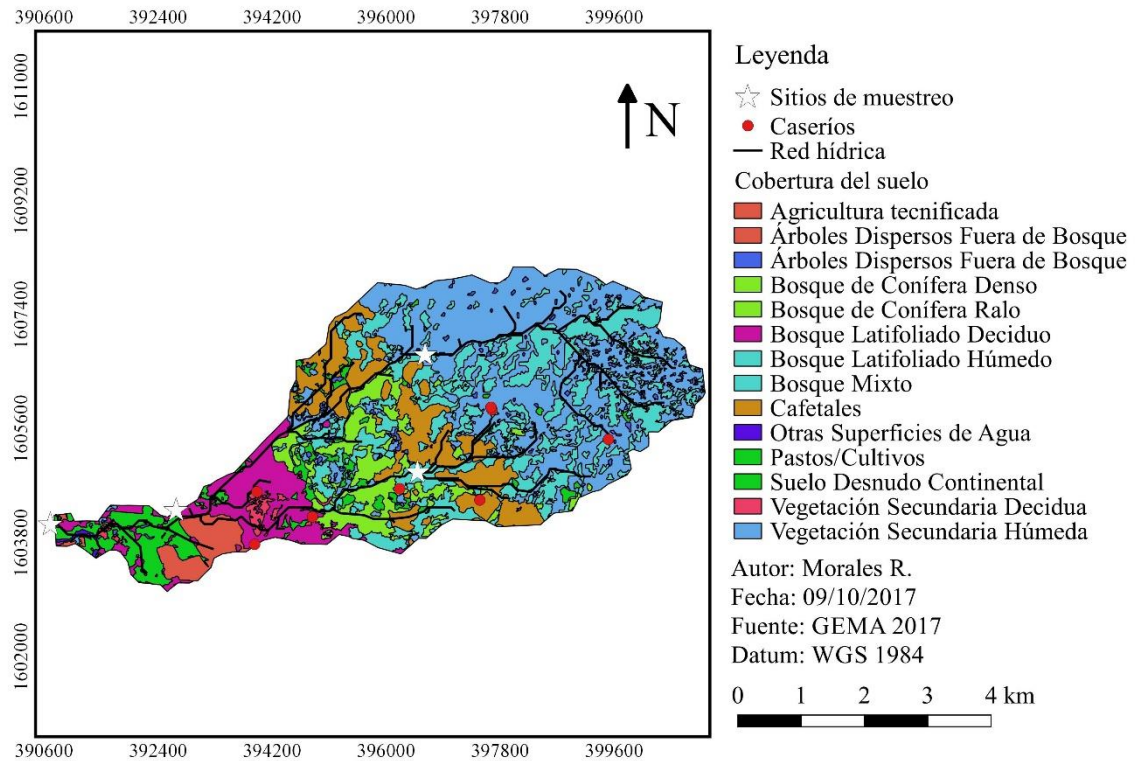 390600 392400 394200 396000 397800 399600
1611000
1609200
1607400
1605600
1603800
1602000
N
Leyenda
Sitios de muestreo
Caseríos
Red hídrica
Cobertura del suelo
Agricultura tecnificada
Árboles Dispersos Fuera de Bosque
Árboles Dispersos Fuera de Bosque
Bosque de Conífera Denso
Bosque de Conífera Ralo
Bosque Latifoliado Deciduo
Bosque Latifoliado Húmedo
Bosque Mixto
Cafetales
Otras Superficies de Agua
Pastos/Cultivos
Suelo Desnudo Continental
Vegetación Secundaria Decidua
Vegetación Secundaria Húmeda
Autor: Morales R.
Fecha: 09/10/2017
Fuente: GEMA 2017
Datum: WGS 1984
0 1 2 3 4 km
390600 392400 394200 396000 397800 399600